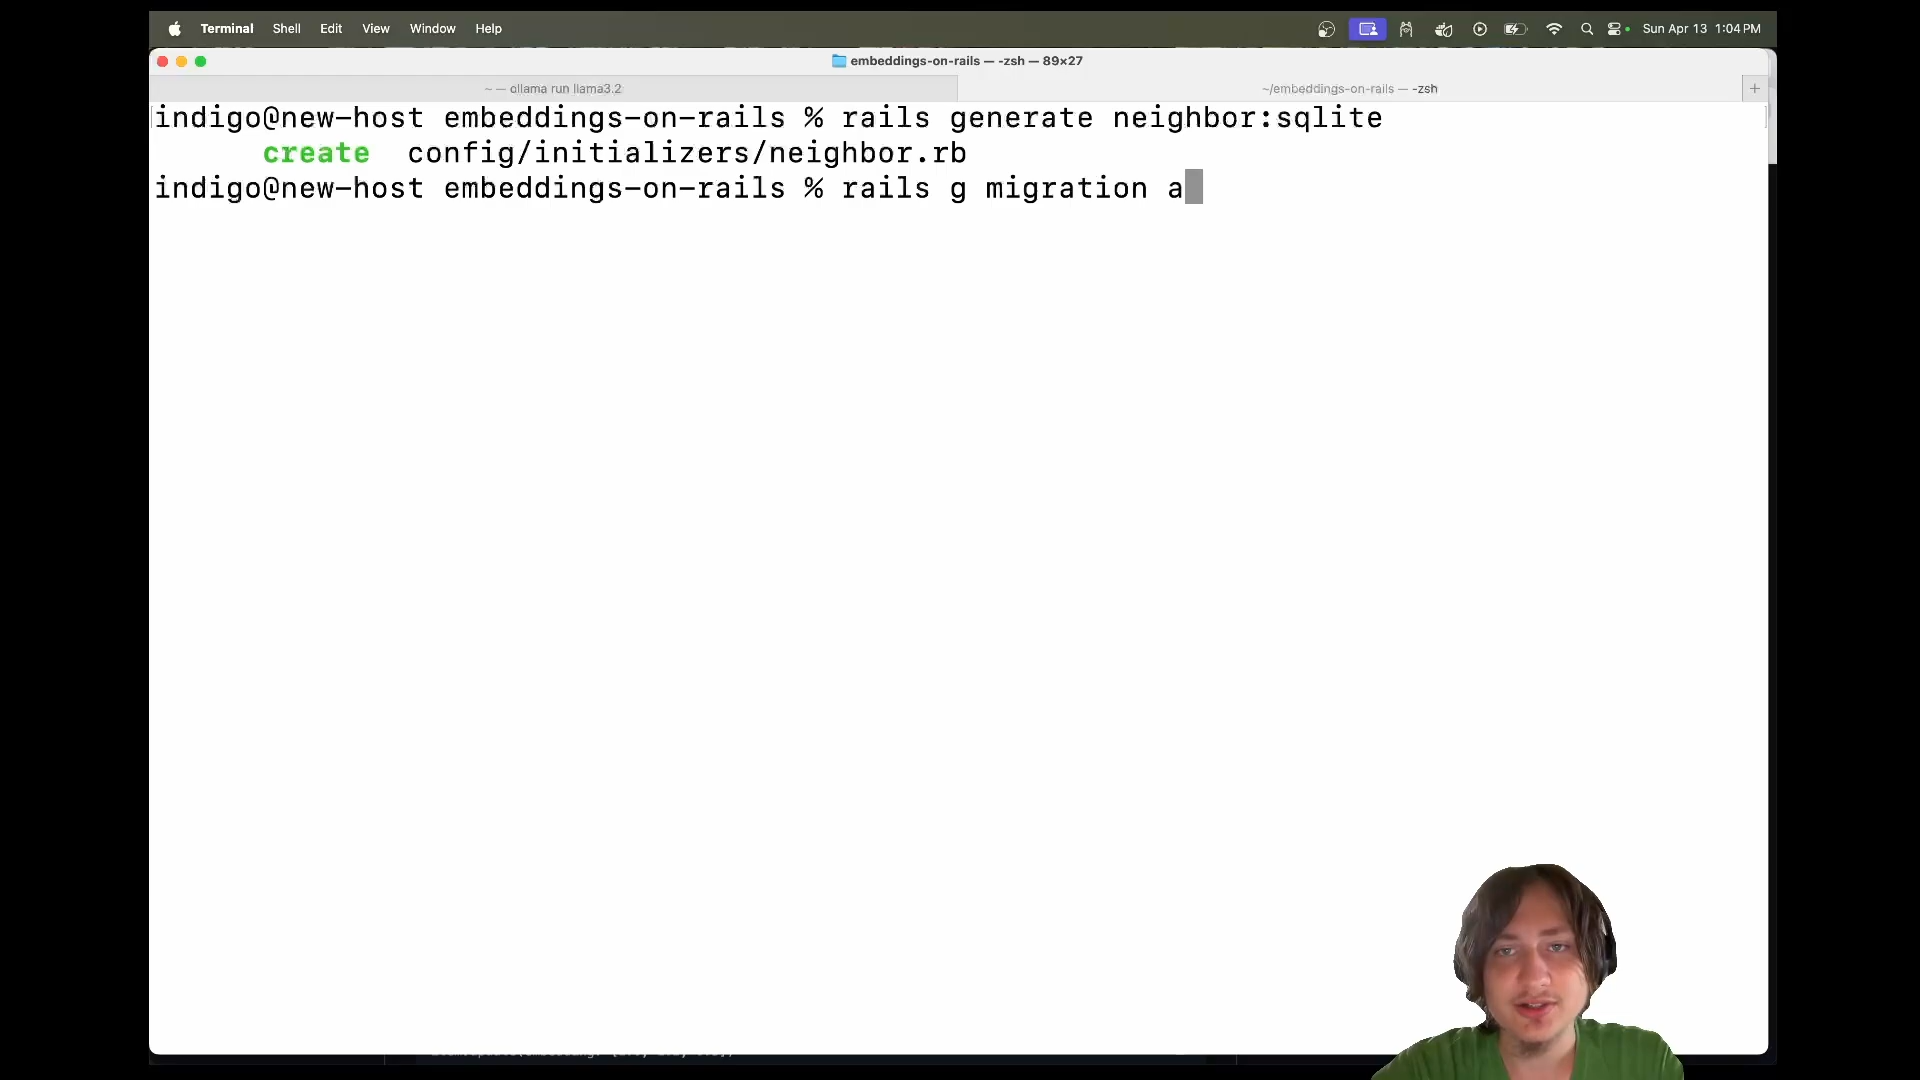 Terminal Shell Edit View Window Help Sun Apr 13 1:04 PM
embeddings-on-rails — -zsh — 89×27
~ — ollama run llama3.2 ~/embeddings-on-rails — -zsh +
indigo@new-host embeddings-on-rails % rails generate neighbor:sqlite
create config/initializers/neighbor.rb
indigo@new-host embeddings-on-rails % rails g migration a